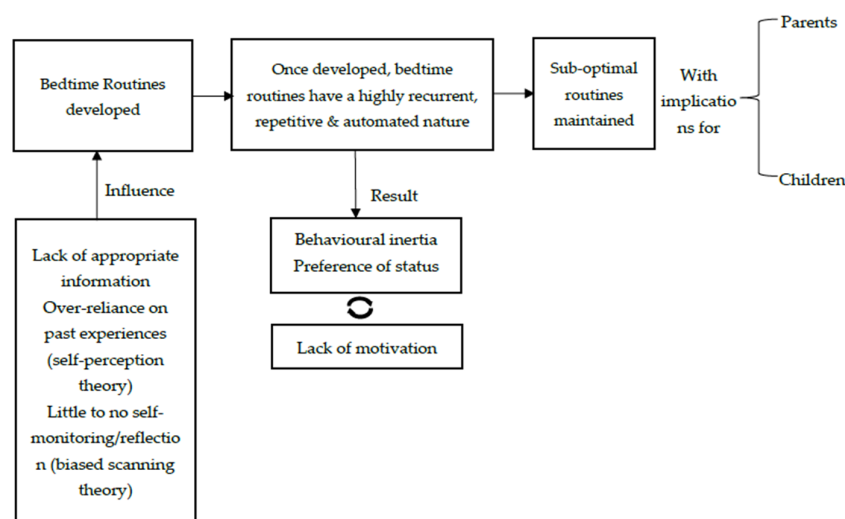 Bedtime Routines
developed
Once developed, bedtime
routines have a highly recurrent,
repetitive & automated nature
Sub-optimal
routines
maintained
With
implicatio
ns for
Parents
Children
Influence
Result
Lack of appropriate
information
Over-reliance on
past experiences
(self-perception
theory)
Little to no self-
monitoring/reflectio
n (biased scanning
theory)
Behavioural inertia
Preference of status
Lack of motivation